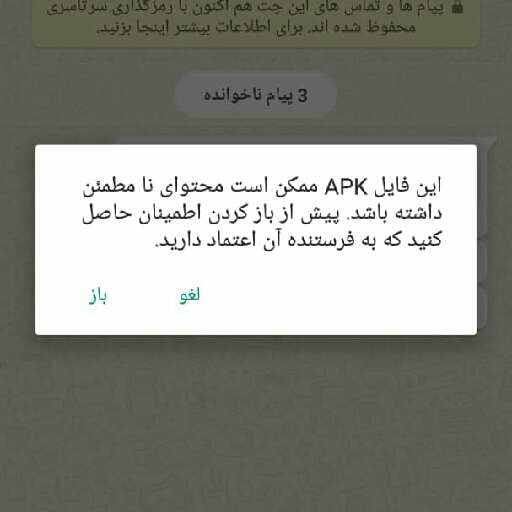 پیام ها و تماس های این چت هم اکنون با رمزگذاری سرتاسری
محفوظ شده اند. برای اطلاعات بیشتر اینجا بزنید.
3 پیام ناخوانده
این فایل APK ممکن است محتوای نا مطمئن
داشته باشد. پیش از باز کردن اطمینان حاصل
کنید که به فرستنده آن اعتماد دارید.
لغو
باز